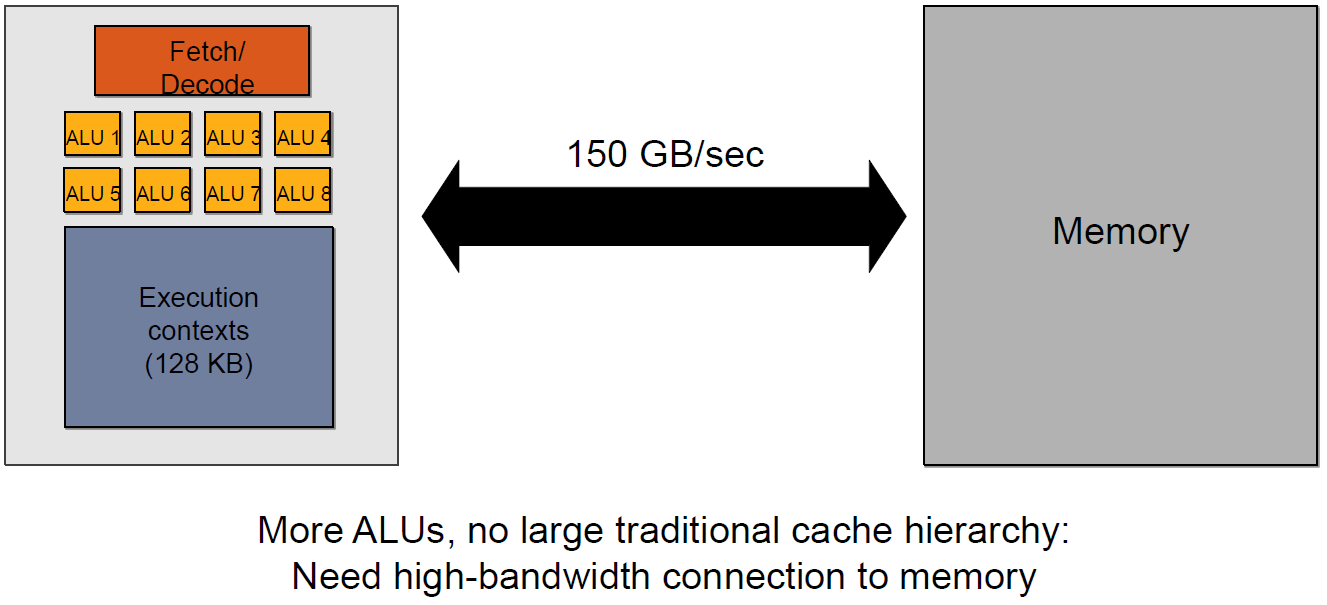 Fetch/
Decode
ALU 1 ALU 2 ALU 3 ALU 4
ALU 5 ALU 6 ALU 7 ALU 8
Execution
contexts
(128 KB)
150 GB/sec
Memory
More ALUs, no large traditional cache hierarchy:
Need high-bandwidth connection to memory